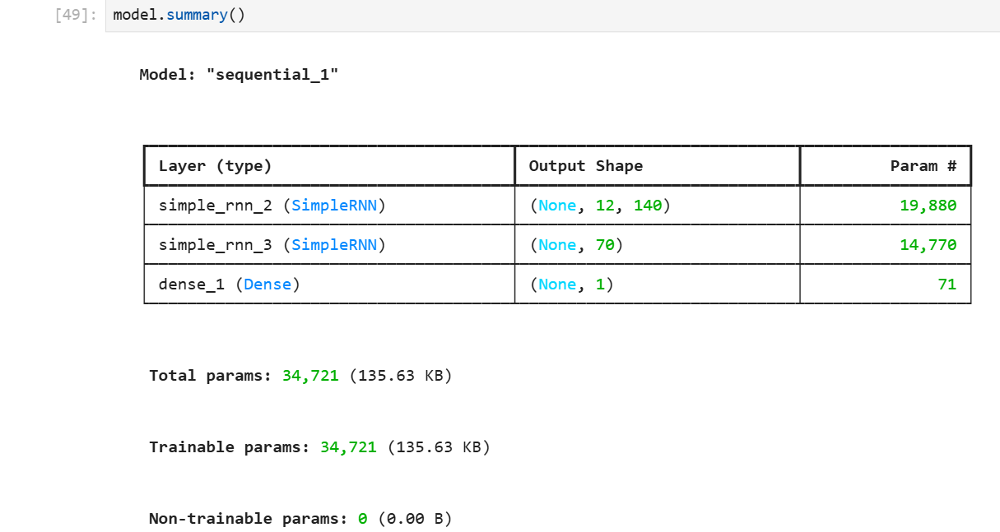 [49]: model.summary()
Model: "sequential_1"
Layer (type) Output Shape Param #
simple_rnn_2 (SimpleRNN) (None, 12, 140) 19,880
simple_rnn_3 (SimpleRNN) (None, 70) 14,770
dense_1 (Dense) (None, 1) 71
Total params: 34,721 (135.63 KB)
Trainable params: 34,721 (135.63 KB)
Non-trainable params: 0 (0.00 B)